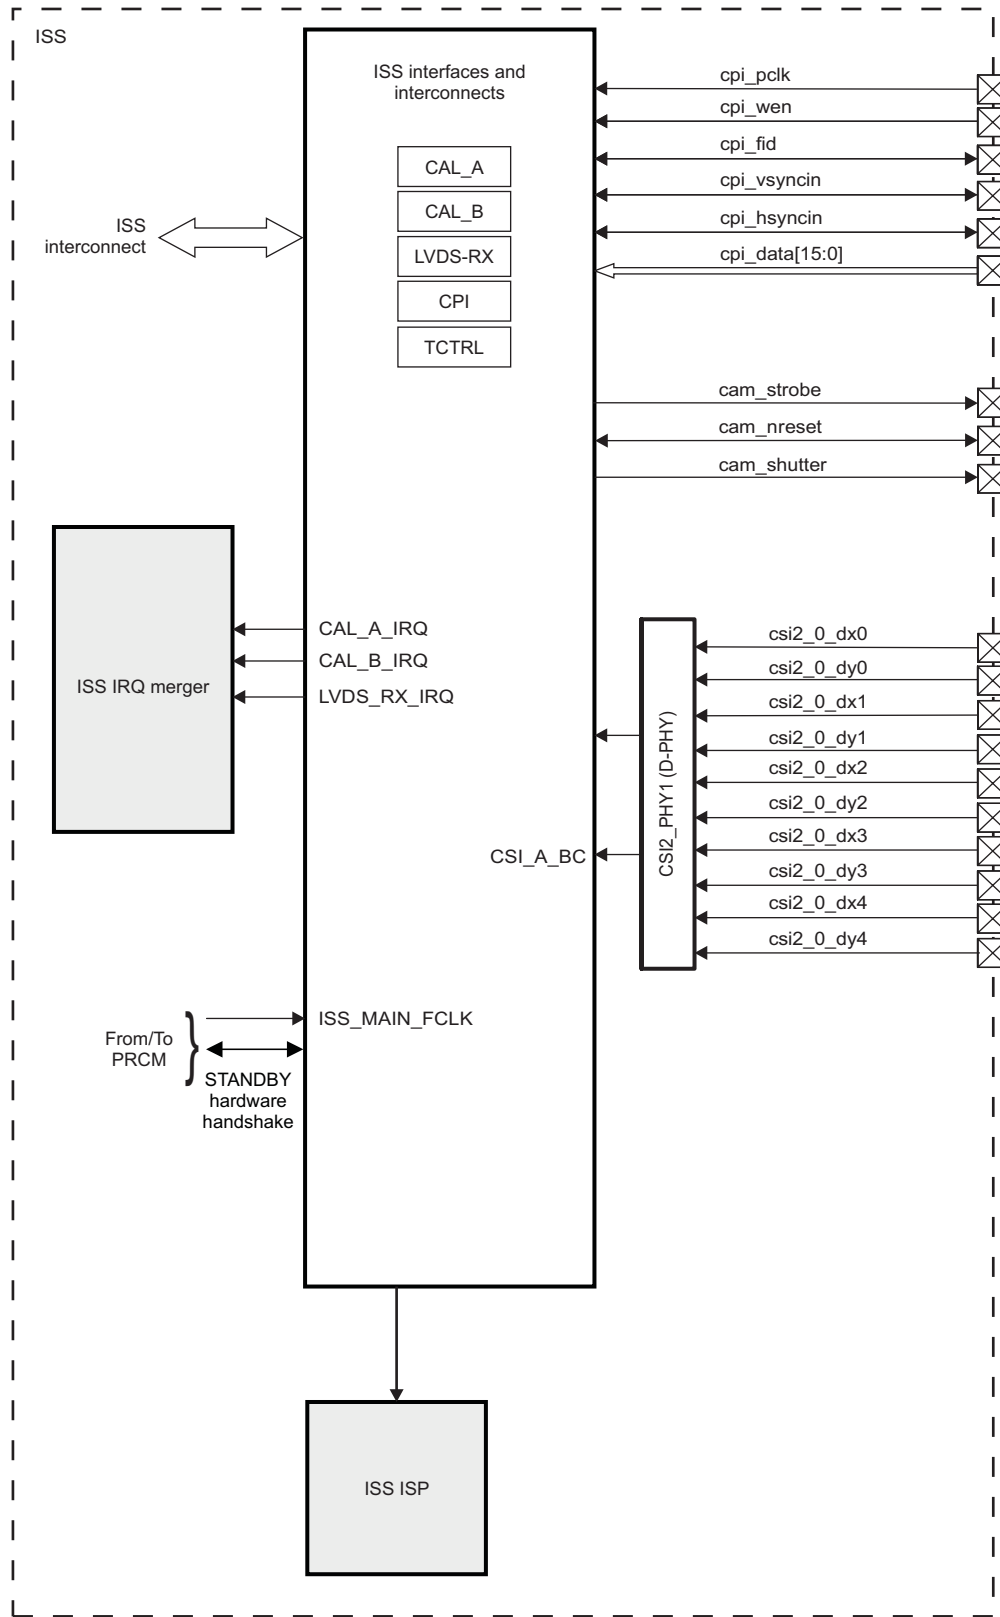 ISS
ISS interfaces and
interconnects
CAL_A
CAL_B
LVDS-RX
CPI
TCTRL
ISS
interconnect
cpi_pclk
cpi_wen
cpi_fid
cpi_vsyncin
cpi_hsyncin
cpi_data[15:0]
cam_strobe
cam_nreset
cam_shutter
ISS IRQ merger
CAL_A_IRQ
CAL_B_IRQ
LVDS_RX_IRQ
CSI_A_BC
CSI2_PHY1 (D-PHY)
csi2_0_dx0
csi2_0_dy0
csi2_0_dx1
csi2_0_dy1
csi2_0_dx2
csi2_0_dy2
csi2_0_dx3
csi2_0_dy3
csi2_0_dx4
csi2_0_dy4
From/To
PRCM
}
ISS_MAIN_FCLK
STANDBY
hardware
handshake
ISS ISP